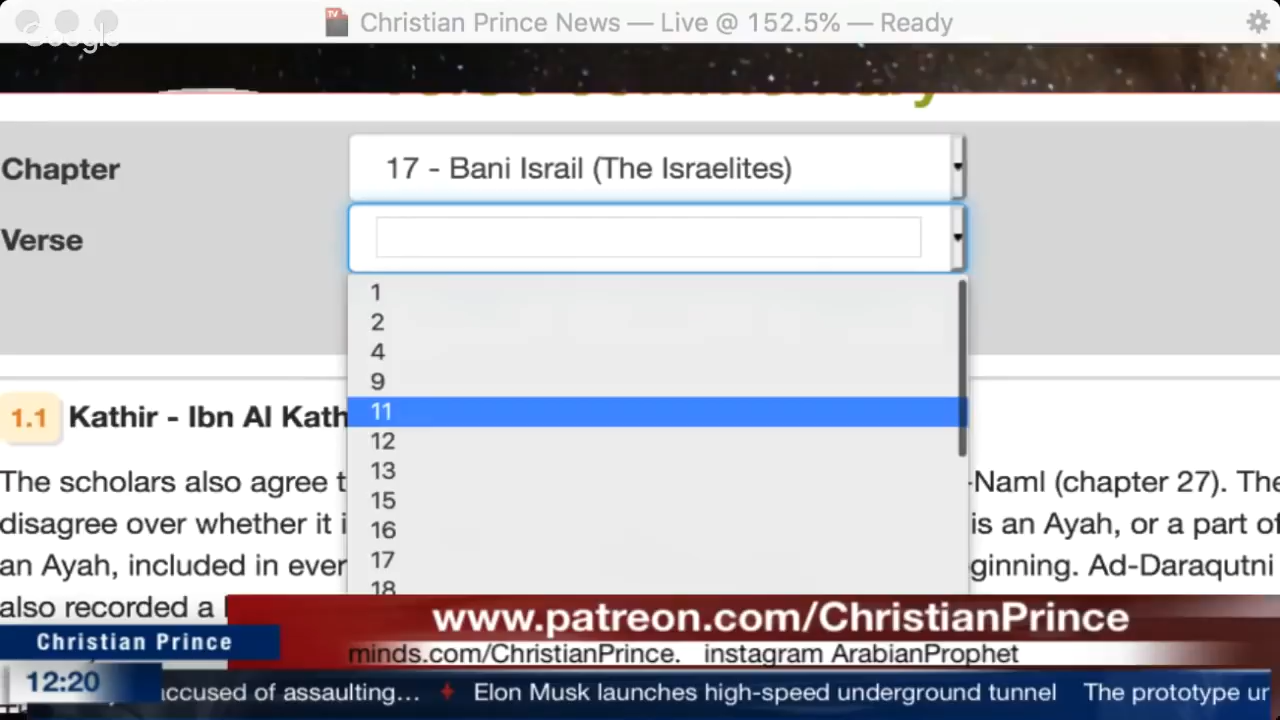 Christian Prince News — Live @ 152.5% — Ready
Google
Chapter
17 - Bani Israil (The Israelites)
Verse
1
2
4
9
11
12
13
15
16
17
18
1.1 Kathir - Ibn Al Kath
The scholars also agree t -Naml (chapter 27). The
disagree over whether it i is an Ayah, or a part of
an Ayah, included in ever ginning. Ad-Daraqutni
also recorded a
www.patreon.com/ChristianPrince
Christian Prince
minds.com/ChristianPrince. instagram ArabianProphet
12:20
accused of assaulting... Elon Musk launches high-speed underground tunnel The prototype ur